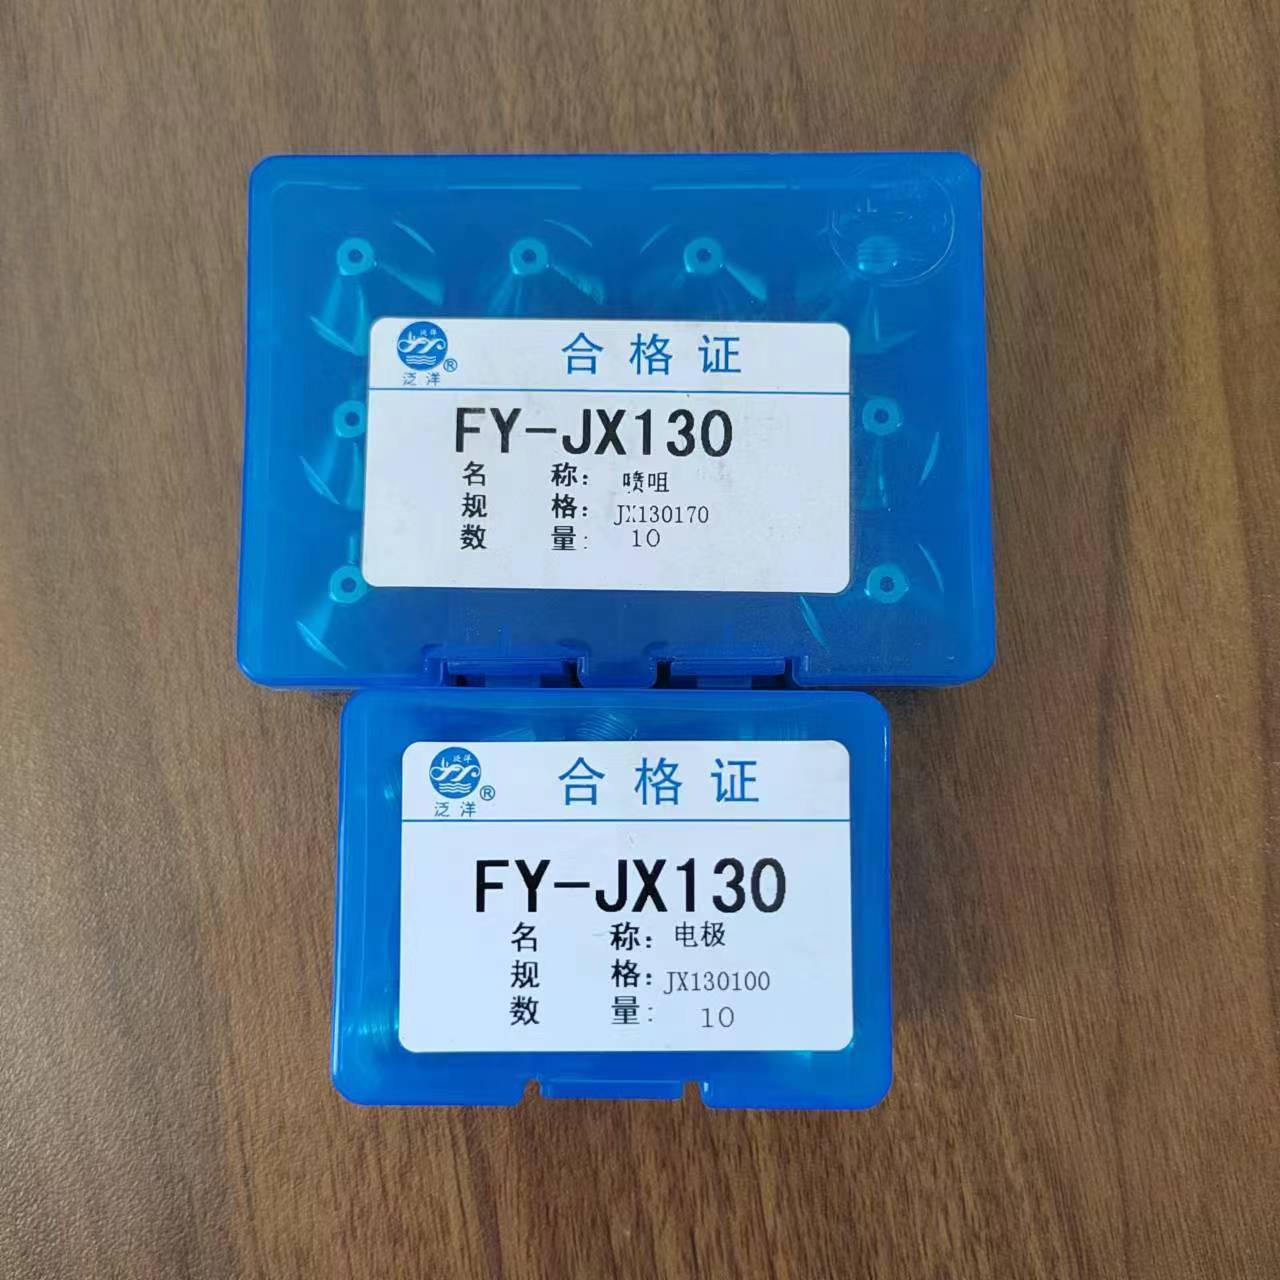 泛洋
®
泛洋
合格证
FY-JX130
名 称: 喷咀
规 格: JX130170
数 量: 10
泛洋
®
泛洋
合格证
FY-JX130
名 称: 电极
规 格: JX130100
数 量: 10